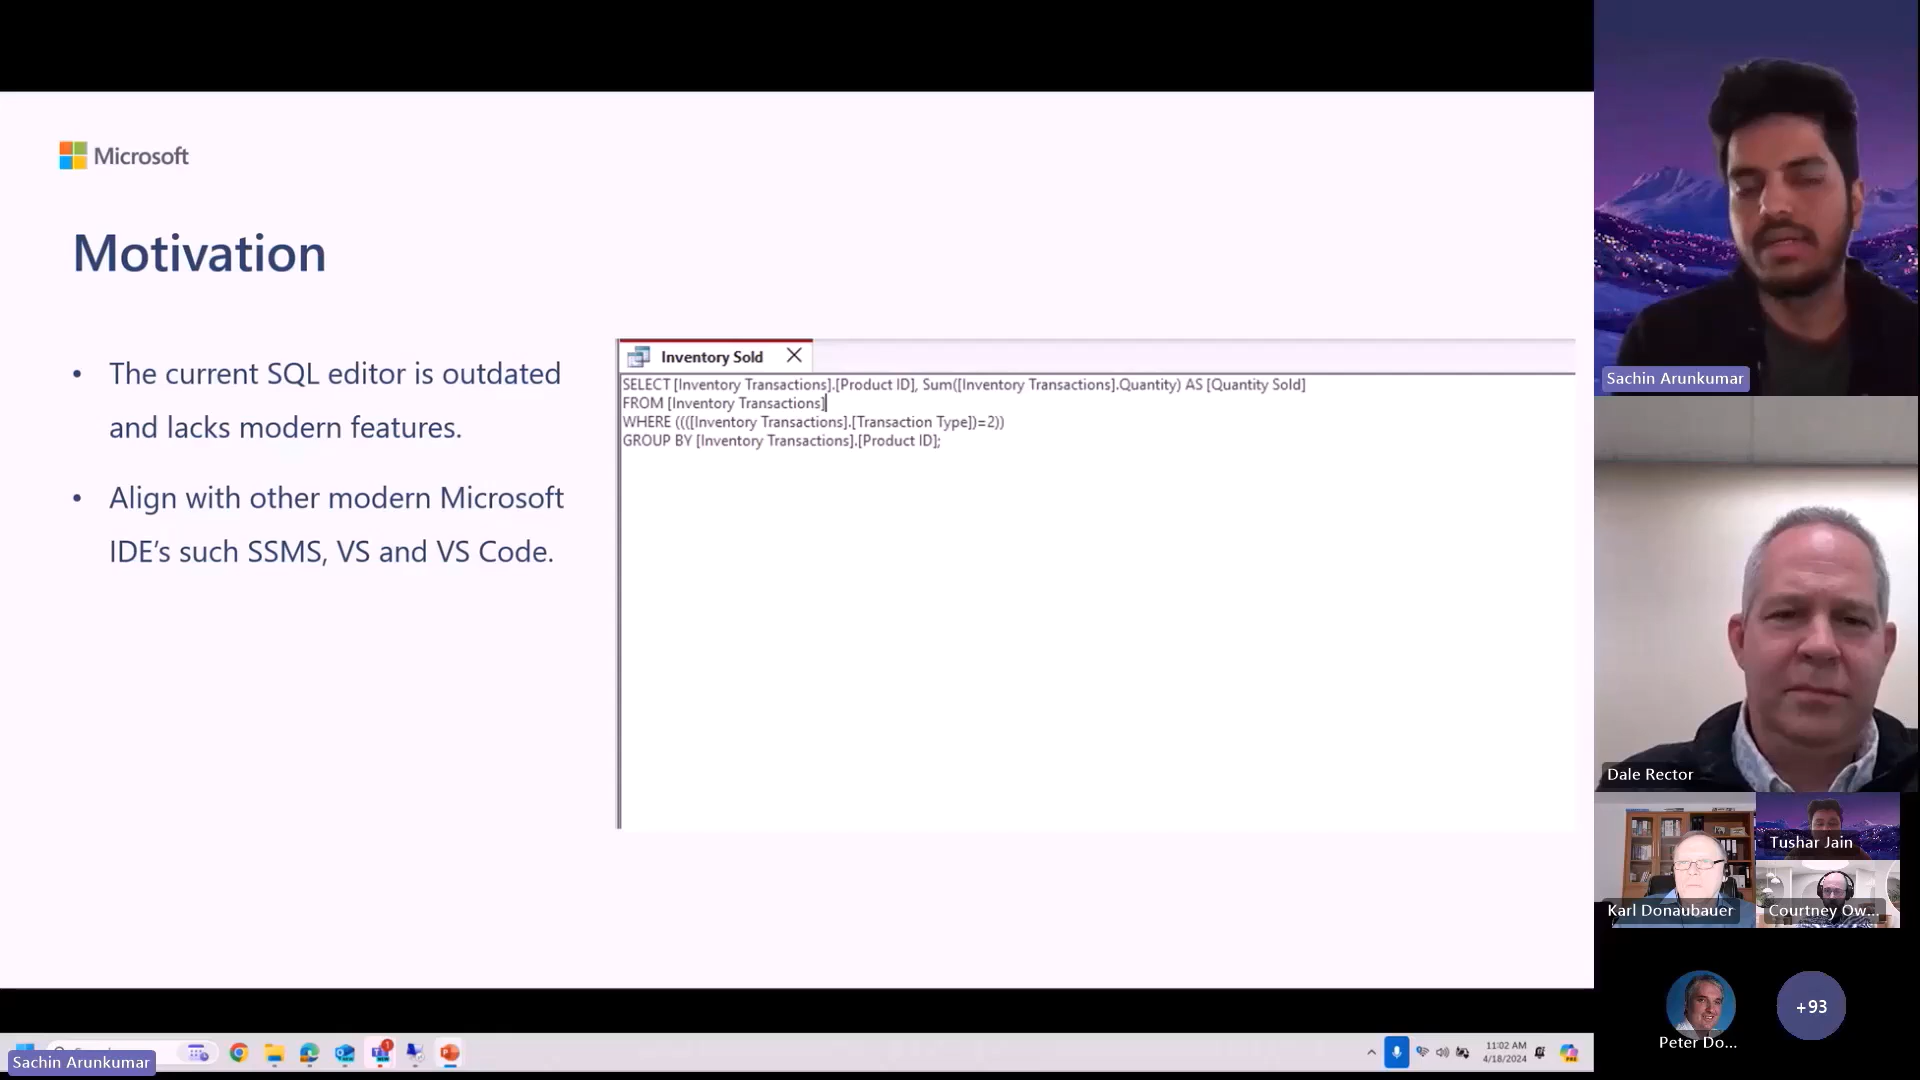 Microsoft
Motivation
• The current SQL editor is outdated
and lacks modern features.
• Align with other modern Microsoft
IDE’s such SSMS, VS and VS Code.
Inventory Sold
SELECT [Inventory Transactions].[Product ID], Sum([Inventory Transactions].Quantity) AS [Quantity Sold]
FROM [Inventory Transactions]
WHERE ((([Inventory Transactions].[Transaction Type])=2))
GROUP BY [Inventory Transactions].[Product ID];
Sachin Arunkumar
Dale Rector
Tushar Jain
Karl Donaubauer
Courtney Ow...
+93
Peter Do...
Sachin Arunkumar
1
11:02 AM
4/18/2024